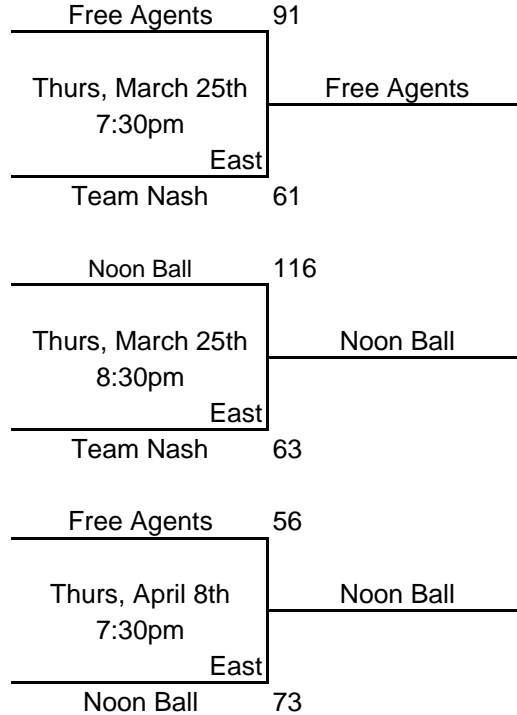 Free Agents 91
Thurs, March 25th
Free Agents
7:30pm
East
Team Nash 61
Noon Ball 116
Thurs, March 25th
Noon Ball
8:30pm
East
Team Nash 63
Free Agents 56
Thurs, April 8th
Noon Ball
7:30pm
East
Noon Ball 73